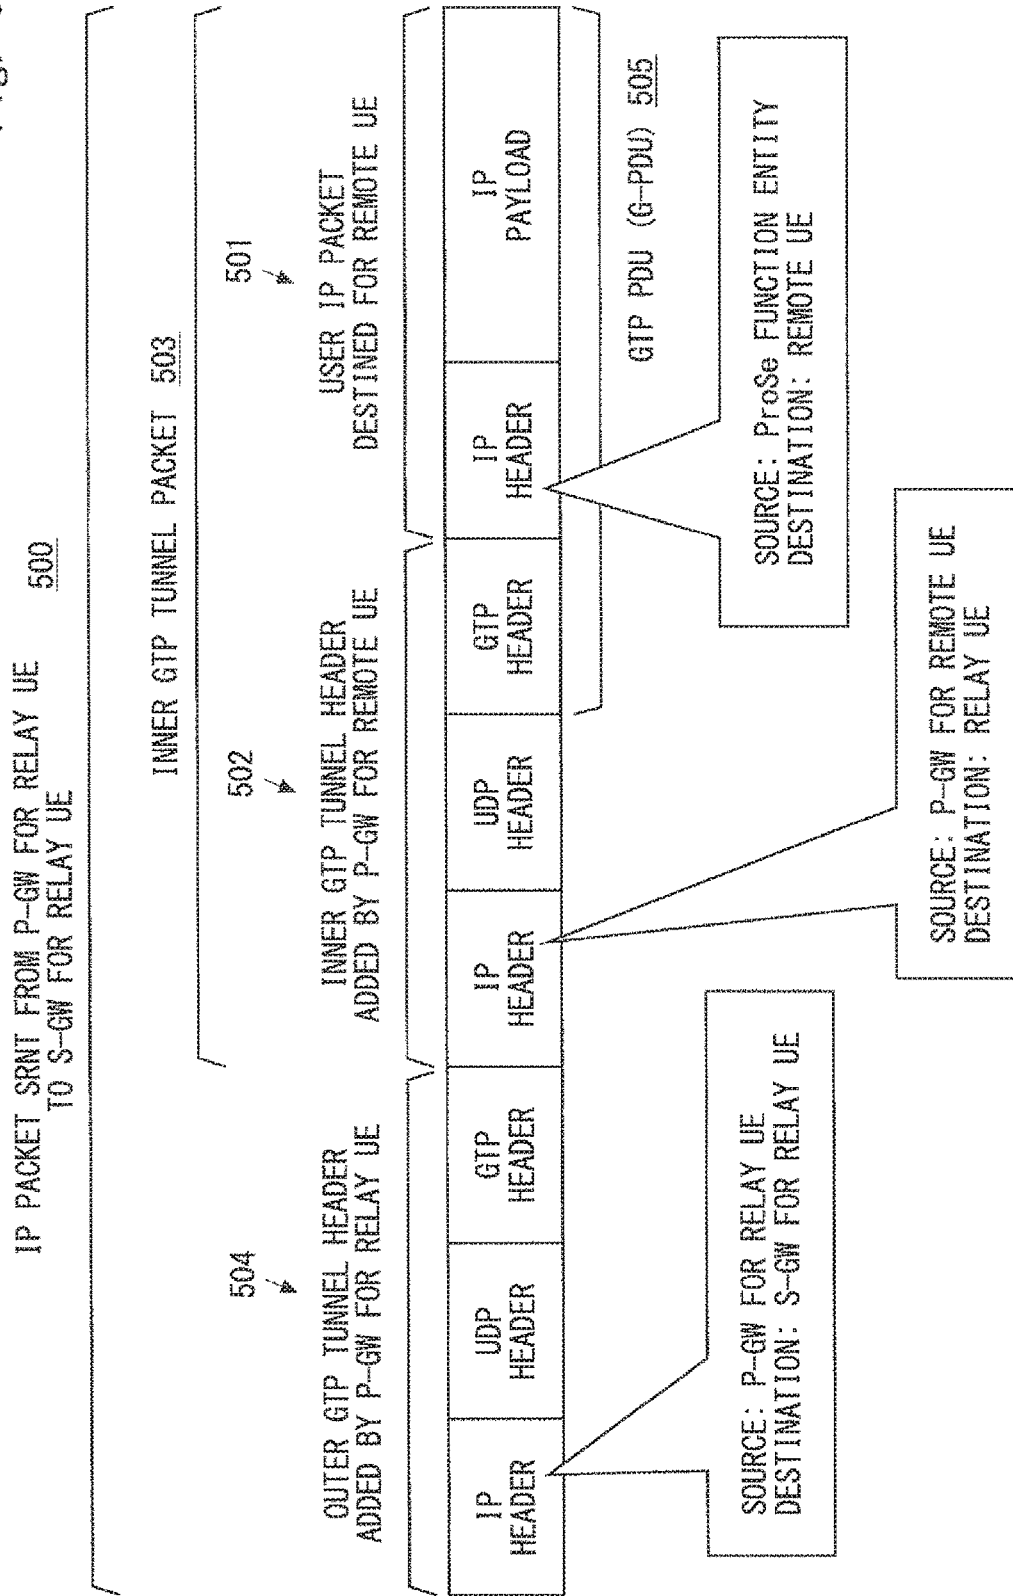 IP PACKET SRNT FROM P-GW FOR RELAY UE
TO S-GW FOR RELAY UE
500
INNER GTP TUNNEL PACKET 503
504
OUTER GTP TUNNEL HEADER
ADDED BY P-GW FOR RELAY UE
502
INNER GTP TUNNEL HEADER
ADDED BY P-GW FOR REMOTE UE
501
USER IP PACKET
DESTINED FOR REMOTE UE
IP
HEADER
UDP
HEADER
GTP
HEADER
IP
HEADER
UDP
HEADER
GTP
HEADER
IP
HEADER
IP
PAYLOAD
GTP PDU (G-PDU) 505
SOURCE: P-GW FOR RELAY UE
DESTINATION: S-GW FOR RELAY UE
SOURCE: P-GW FOR REMOTE UE
DESTINATION: RELAY UE
SOURCE: ProSe FUNCTION ENTITY
DESTINATION: REMOTE UE